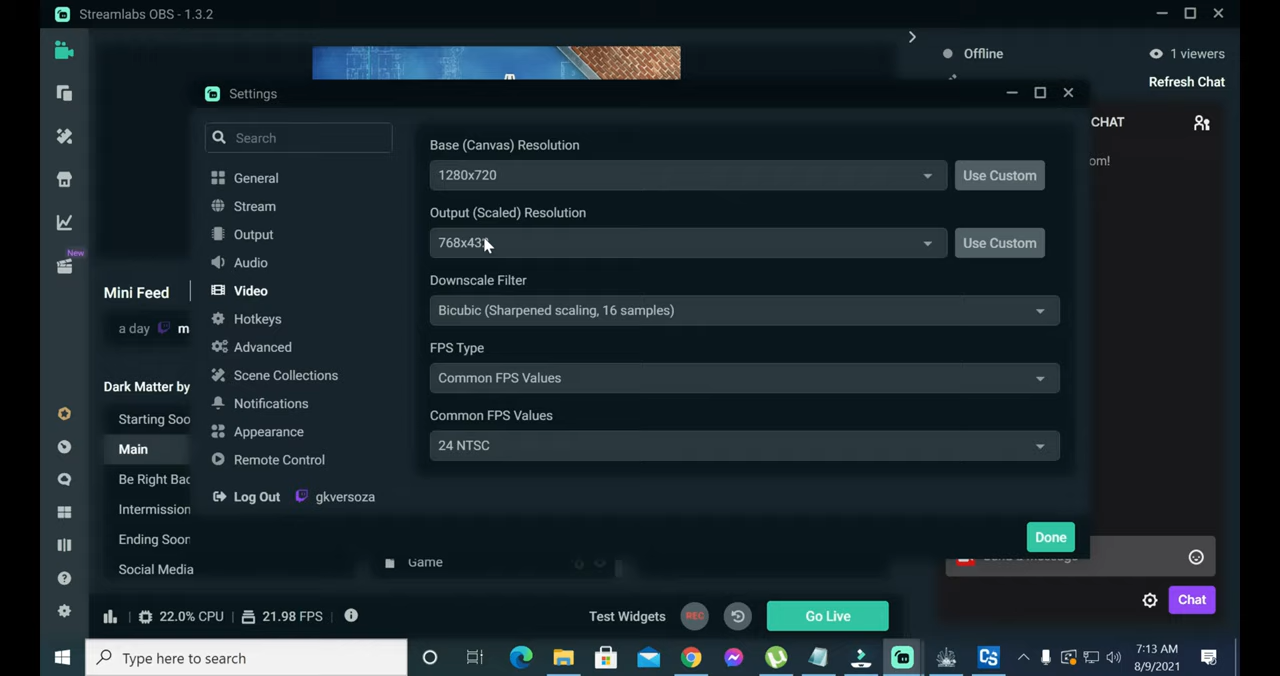 Streamlabs OBS - 1.3.2
Offline
1 viewers
Refresh Chat
Settings
CHAT
Search
Base (Canvas) Resolution
om!
1280x720
Use Custom
General
Stream
Output (Scaled) Resolution
Output
768x43
Use Custom
New
Audio
Downscale Filter
Mini Feed
Video
Bicubic (Sharpened scaling, 16 samples)
a day
m
Hotkeys
Advanced
FPS Type
Scene Collections
Common FPS Values
Dark Matter by
Notifications
Common FPS Values
Starting Soo
Appearance
24 NTSC
Main
Remote Control
Be Right Bac
Log Out
gkversoza
Intermission
Ending Soon
Done
Game
Social Media
Chat
22.0% CPU
21.98 FPS
Test Widgets
REC
Go Live
Type here to search
7:13 AM
8/9/2021